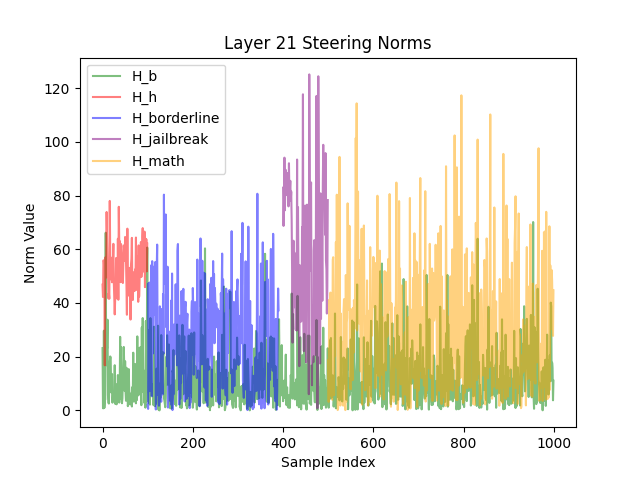 Layer 21 Steering Norms
H_b
H_h
H_borderline
H_jailbreak
H_math
Norm Value
120
100
80
60
40
20
0
0
200
400
600
800
1000
Sample Index